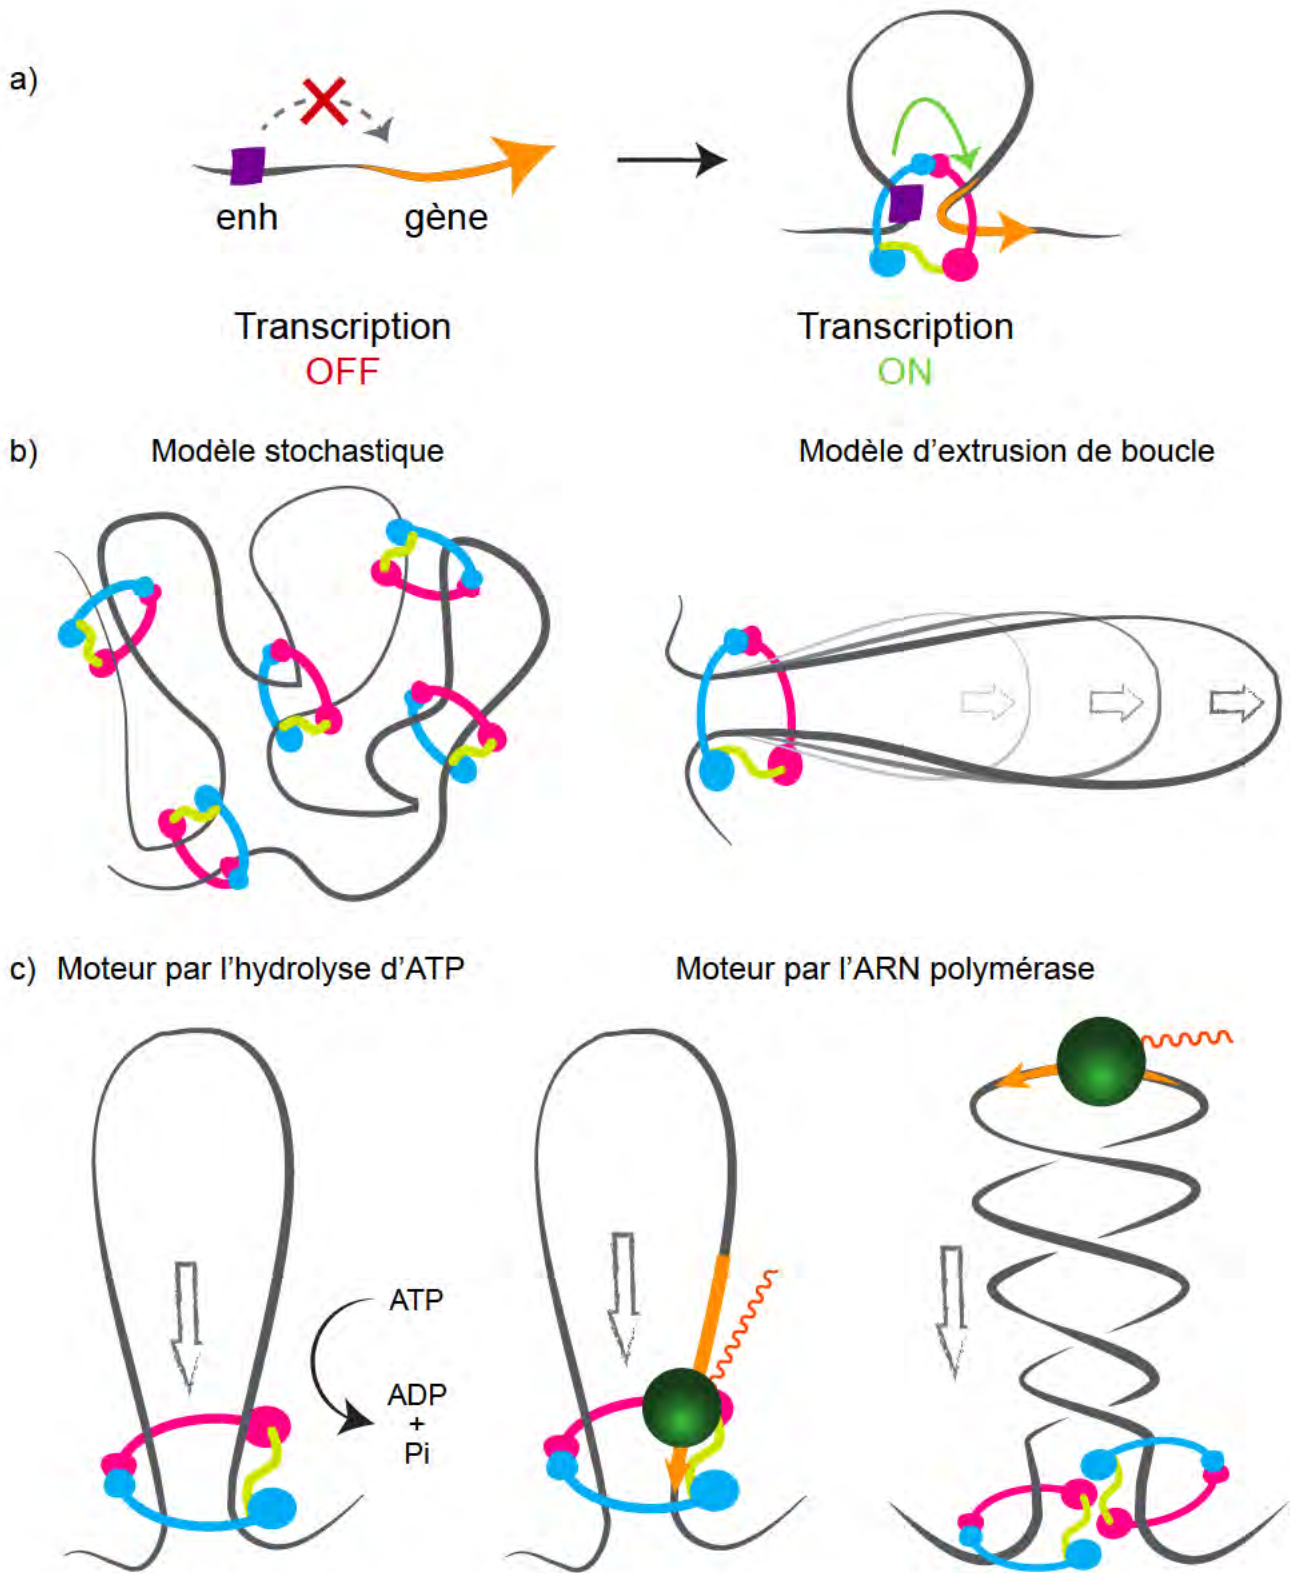 a)
enh
gène
Transcription
OFF
Transcription
ON
b)
Modèle stochastique
Modèle d'extrusion de boucle
c) Moteur par l'hydrolyse d'ATP
Moteur par l'ARN polymérase
ATP
ADP
+
Pi